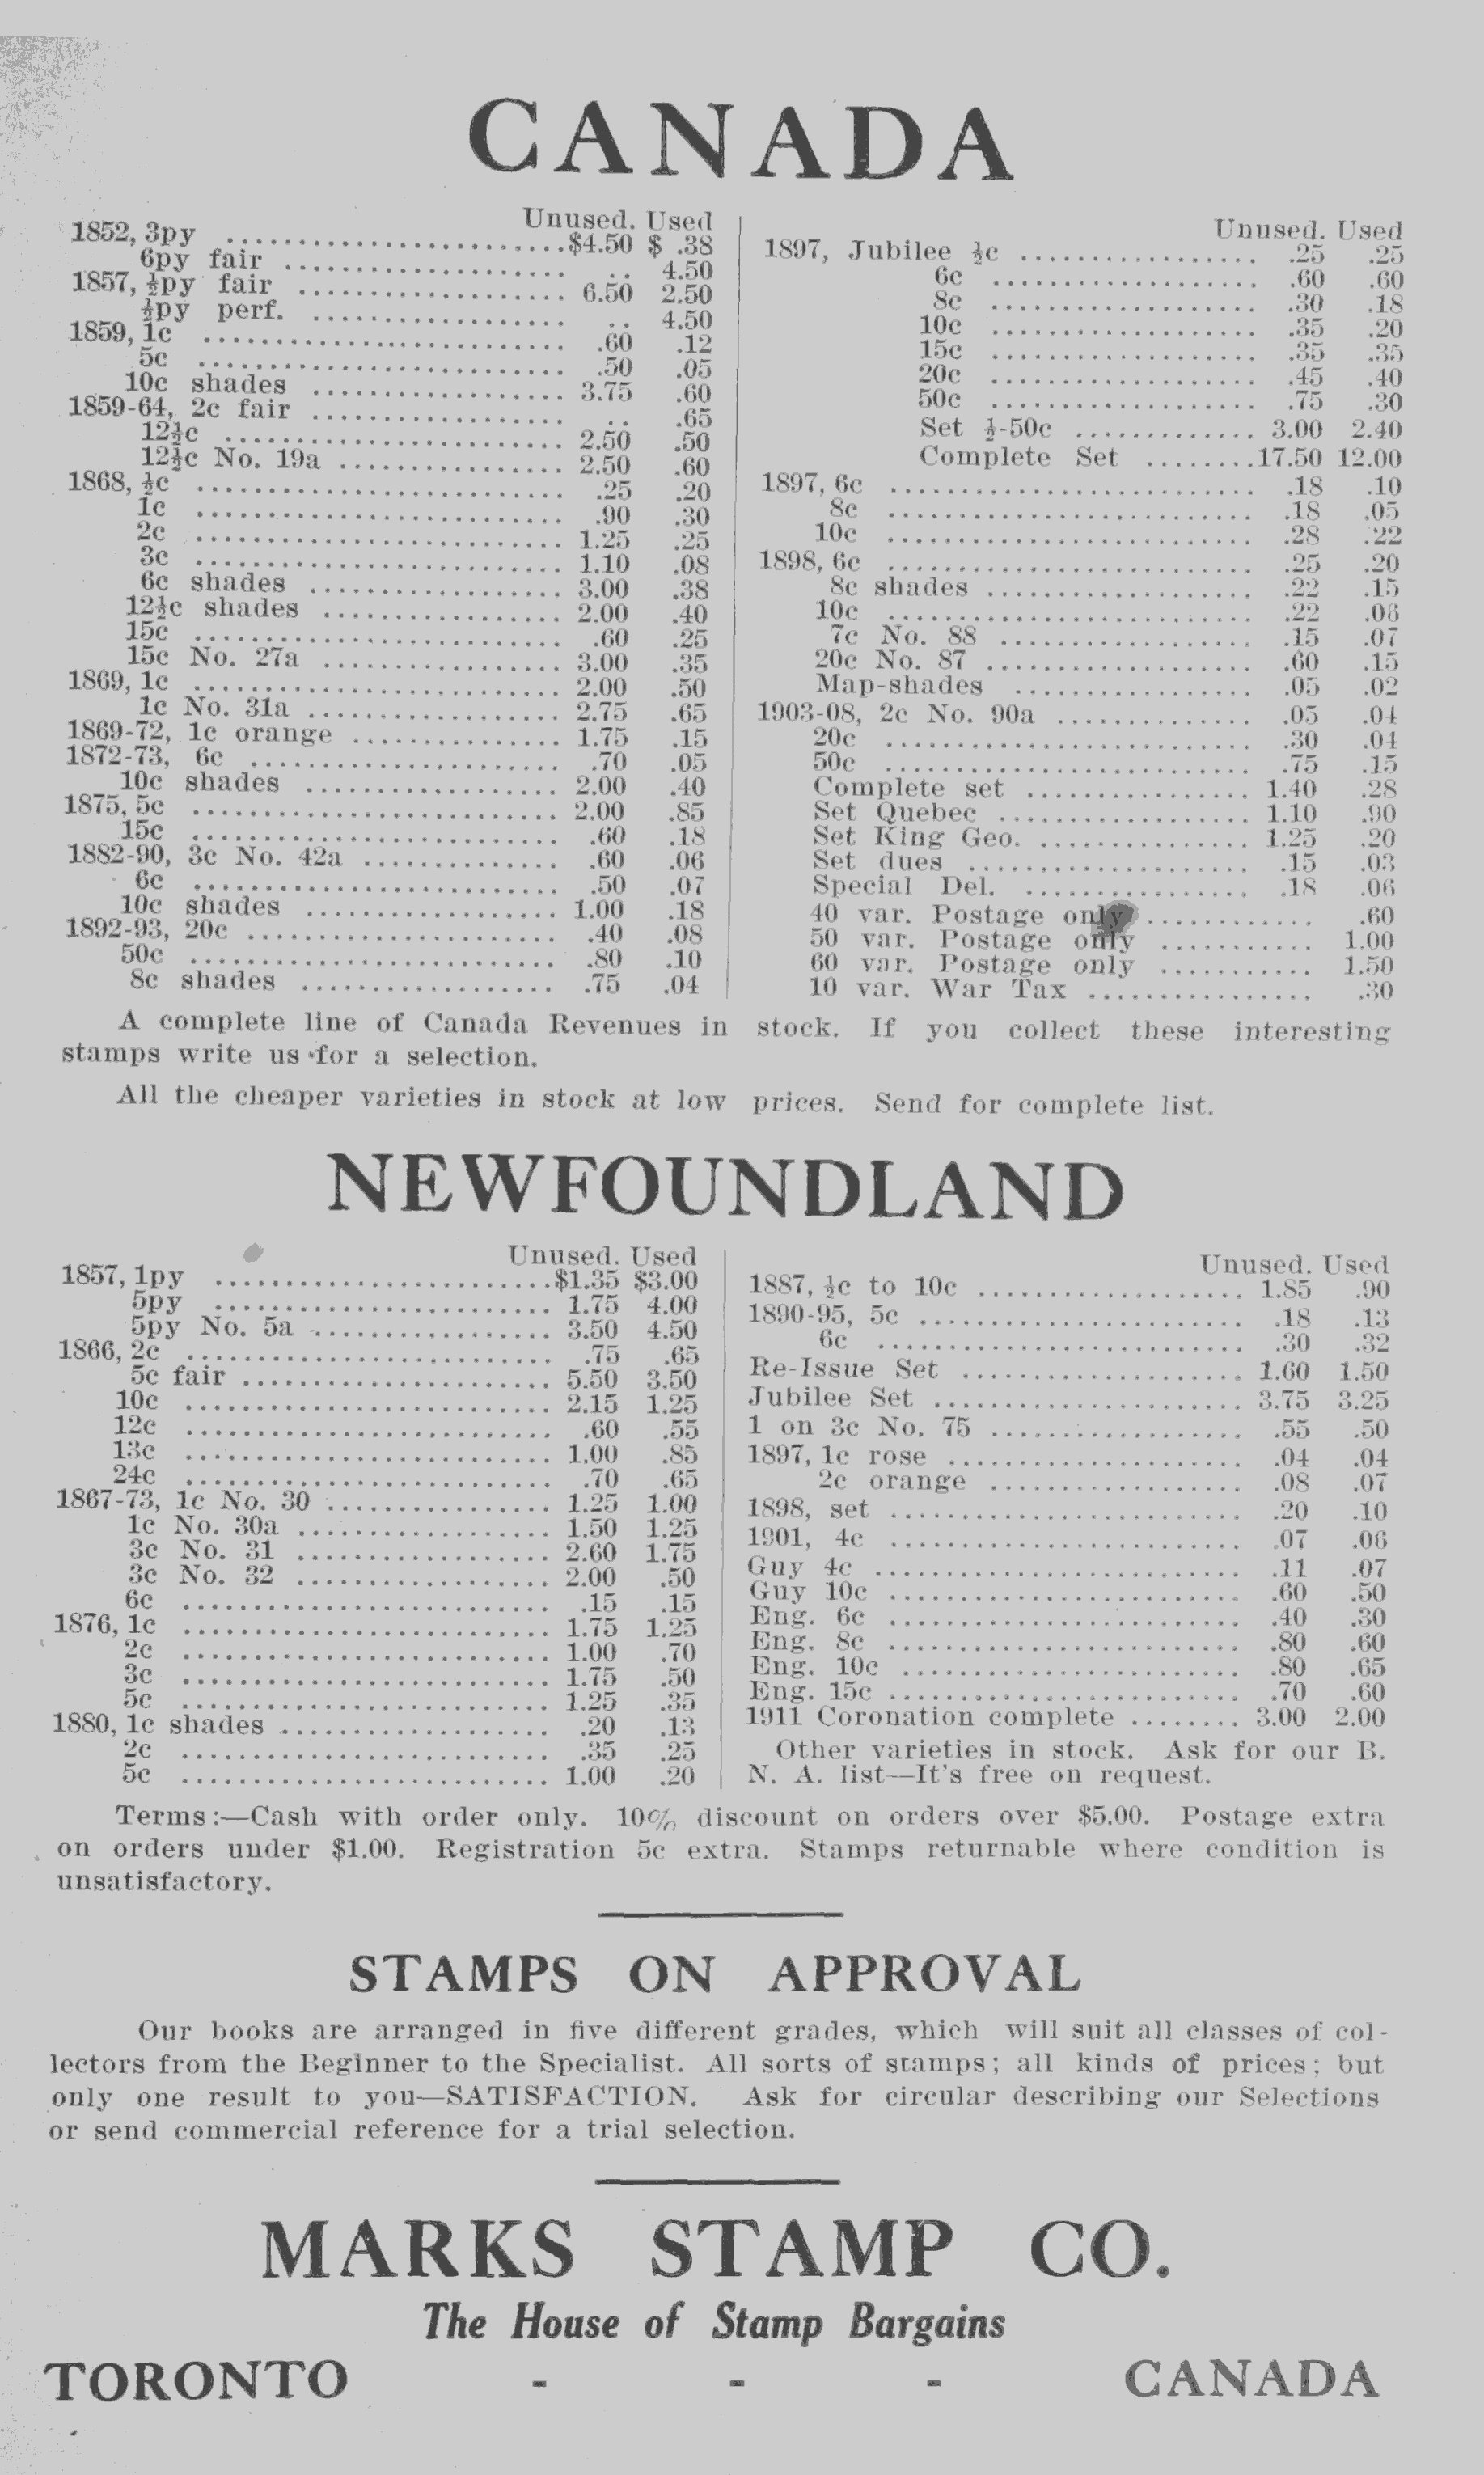 CANADA
Unused. Used
1852, 3py ........................$4.50 $ .38
6py fair .................... .. 4.50
1857, ½py fair ................... 6.50 2.50
½py perf. .................. .. 4.50
1859, 1c .......................... .60 .12
5c .......................... .50 .05
10c shades .................. 3.75 .60
1859-64, 2c fair .................. .. .65
12½c ........................ 2.50 .50
12½c No. 19a ................ 2.50 .60
1868, ½c .......................... .25 .20
1c .......................... .90 .30
2c .......................... 1.25 .25
3c .......................... 1.10 .08
6c shades .................. 3.00 .38
12½c shades ................. 2.00 .40
15c .......................... .60 .25
15c No. 27a ................. 3.00 .35
1869, 1c .......................... 2.00 .50
1c No. 31a .................. 2.75 .65
1869-72, 1c orange ............... 1.75 .15
1872-73, 6c ...................... .70 .05
10c shades .................. 2.00 .40
1875, 5c .......................... 2.00 .85
15c .......................... .60 .18
1882-90, 3c No. 42a .............. .60 .06
6c .......................... .50 .07
10c shades .................. 1.00 .18
1892-93, 20c ...................... .40 .08
50c .......................... .80 .10
8c shades .................. .75 .04
Unused. Used
1897, Jubilee ½c ................. .25 .25
6c ................... .60 .60
8c ................... .30 .18
10c ................... .35 .20
15c ................... .35 .35
20c ................... .45 .40
50c ................... .75 .30
Set ½-50c ............. 3.00 2.40
Complete Set ........17.50 12.00
1897, 6c .......................... .18 .10
8c .......................... .18 .05
10c .......................... .28 .22
1898, 6c .......................... .25 .20
8c shades ................... .22 .15
10c .......................... .22 .06
7c No. 88 .................. .15 .07
20c No. 87 ................... .60 .15
Map-shades ................. .05 .02
1903-08, 2c No. 90a .............. .05 .04
20c .......................... .30 .04
50c .......................... .75 .15
Complete set ................ 1.40 .28
Set Quebec .................. 1.10 .90
Set King Geo. ............... 1.25 .20
Set dues .................... .15 .03
Special Del. ................ .18 .06
40 var. Postage only ............ .60
50 var. Postage only ........... 1.00
60 var. Postage only ........... 1.50
10 var. War Tax ................ .30
A complete line of Canada Revenues in stock. If you collect these interesting
stamps write us for a selection.
All the cheaper varieties in stock at low prices. Send for complete list.
NEWFOUNDLAND
Unused. Used
1857, 1py ........................$1.35 $3.00
5py ........................ 1.75 4.00
5py No. 5a ................. 3.50 4.50
1866, 2c .......................... .75 .65
5c fair ...................... 5.50 3.50
10c .......................... 2.15 1.25
12c .......................... .60 .55
13c .......................... 1.00 .85
24c .......................... .70 .65
1867-73, 1c No. 30 ................ 1.25 1.00
1c No. 30a .................. 1.50 1.25
3c No. 31 .................. 2.60 1.75
3c No. 32 .................. 2.00 .50
6c .......................... .15 .15
1876, 1c .......................... 1.75 1.25
2c .......................... 1.00 .70
3c .......................... 1.75 .50
5c .......................... 1.25 .35
1880, 1c shades ................... .20 .13
2c .......................... .35 .25
5c .......................... 1.00 .20
Unused. Used
1887, ½c to 10c ................... 1.85 .90
1890-95, 5c ....................... .18 .13
6c .......................... .30 .32
Re-Issue Set .................... 1.60 1.50
Jubilee Set ...................... 3.75 3.25
1 on 3c No. 75 .................. .55 .50
1897, 1c rose ..................... .04 .04
2c orange .................. .08 .07
1898, set ......................... .20 .10
1901, 4c ......................... .07 .06
Guy 4c .......................... .11 .07
Guy 10c ......................... .60 .50
Eng. 6c ......................... .40 .30
Eng. 8c ......................... .80 .60
Eng. 10c ........................ .80 .65
Eng. 15c ......................... .70 .60
1911 Coronation complete ........ 3.00 2.00
Other varieties in stock. Ask for our B.
N. A. list—It's free on request.
Terms:—Cash with order only. 10% discount on orders over $5.00. Postage extra
on orders under $1.00. Registration 5c extra. Stamps returnable where condition is
unsatisfactory.
STAMPS ON APPROVAL
Our books are arranged in five different grades, which will suit all classes of col-
lectors from the Beginner to the Specialist. All sorts of stamps; all kinds of prices; but
only one result to you—SATISFACTION. Ask for circular describing our Selections
or send commercial reference for a trial selection.
MARKS STAMP CO.
The House of Stamp Bargains
TORONTO - - - CANADA